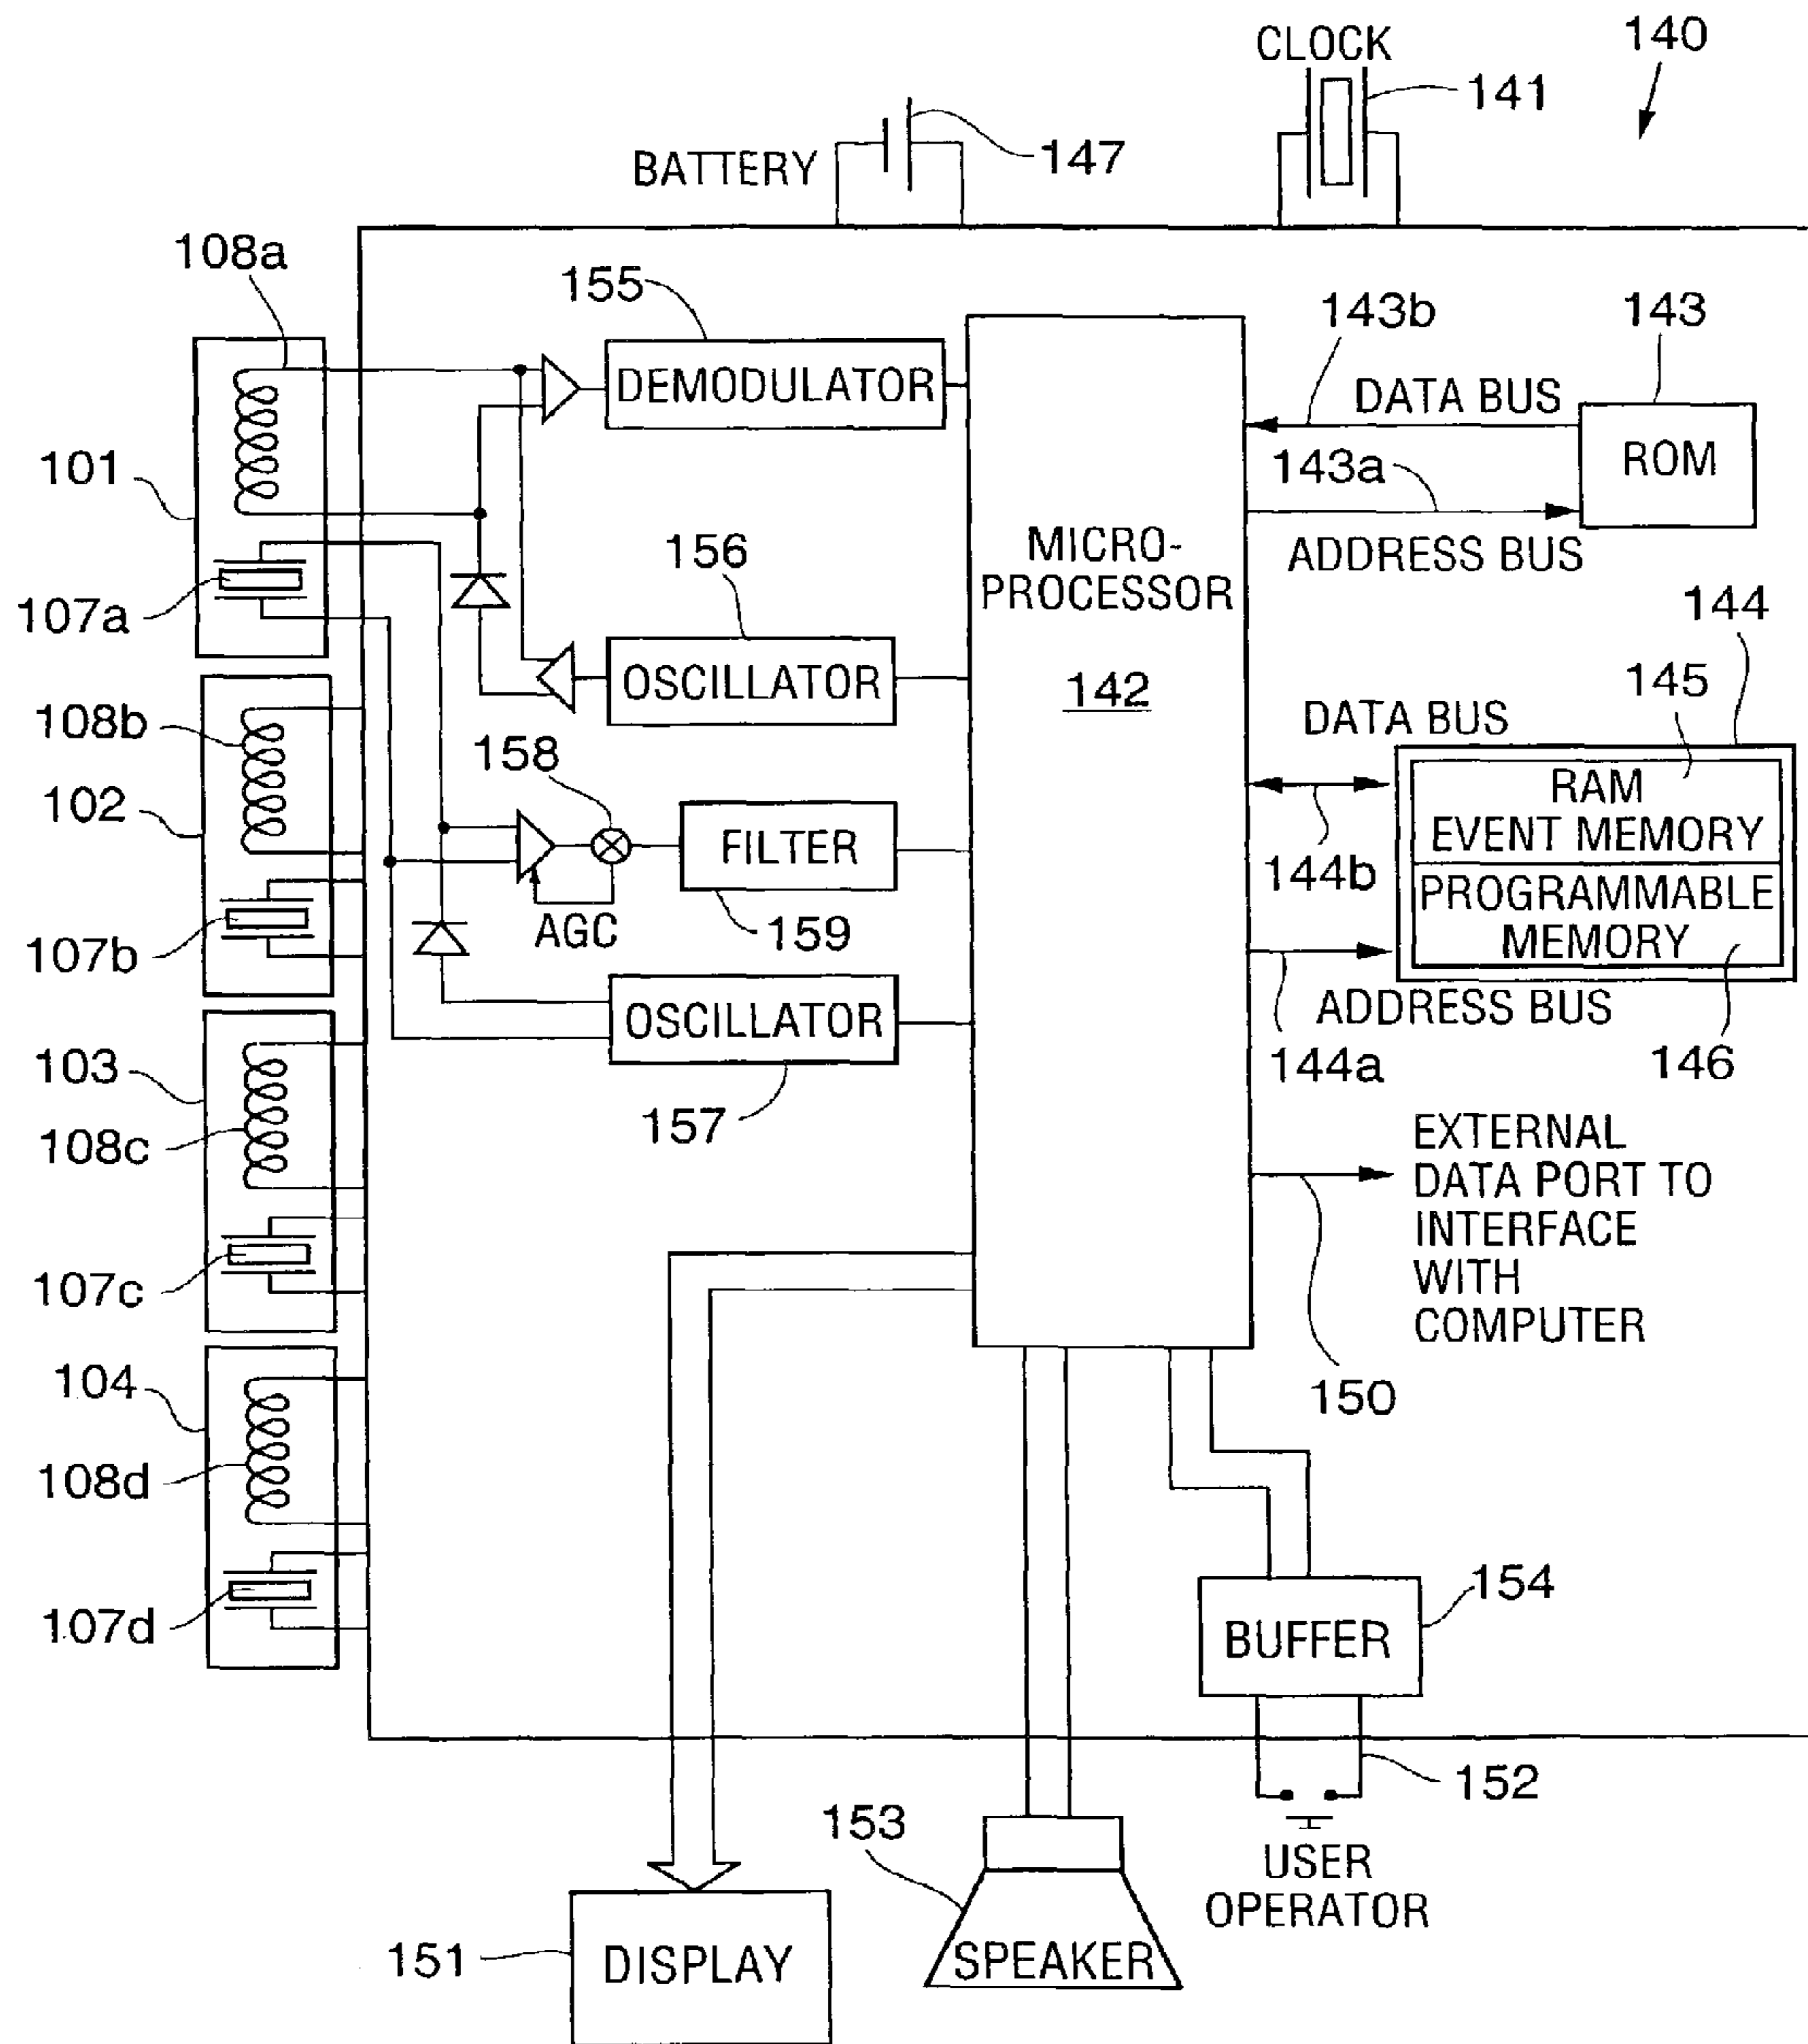 CLOCK
140
141
BATTERY
147
108a
155
143b
143
DEMODULATOR
DATA BUS
ROM
101
143a
MICRO-
PROCESSOR
ADDRESS BUS
107a
156
144
OSCILLATOR
142
145
108b
DATA BUS
158
102
RAM
EVENT MEMORY
FILTER
144b
PROGRAMMABLE
MEMORY
107b
AGC
159
OSCILLATOR
ADDRESS BUS
103
144a
146
157
108c
EXTERNAL
DATA PORT TO
INTERFACE
WITH
COMPUTER
107c
104
150
108d
154
107d
BUFFER
152
153
USER
OPERATOR
151
DISPLAY
SPEAKER